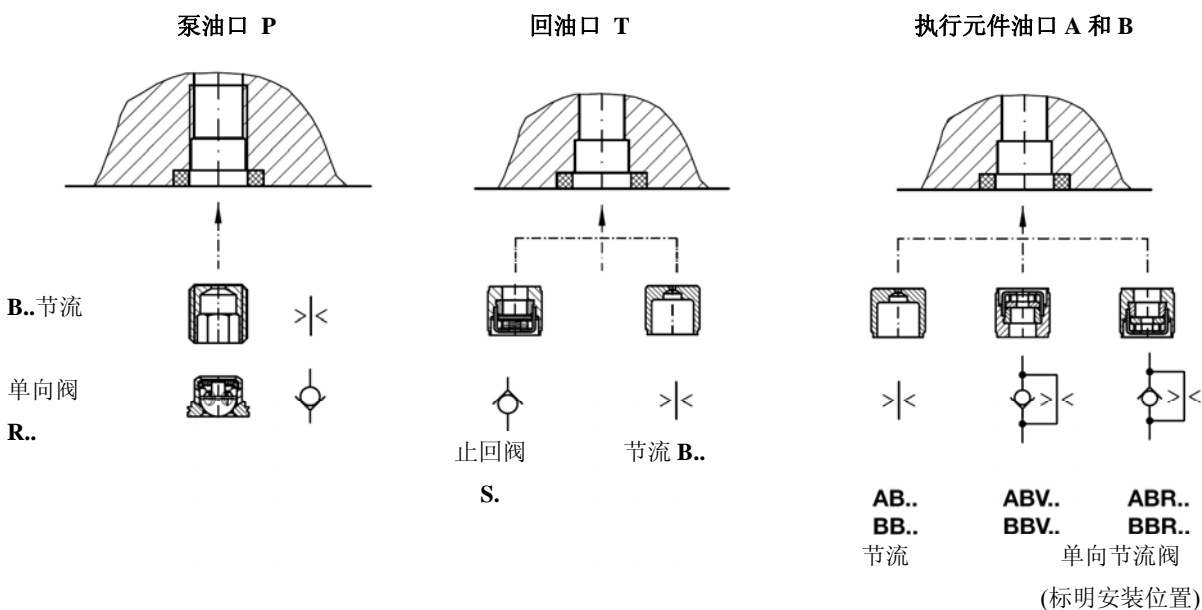 泵油口 P
回油口 T
执行元件油口 A 和 B
B..节流
单向阀
R..
止回阀
S.
节流 B..
AB..
BB..
节流
ABV..
BBV..
ABR..
BBR..
单向节流阀
(标明安装位置)